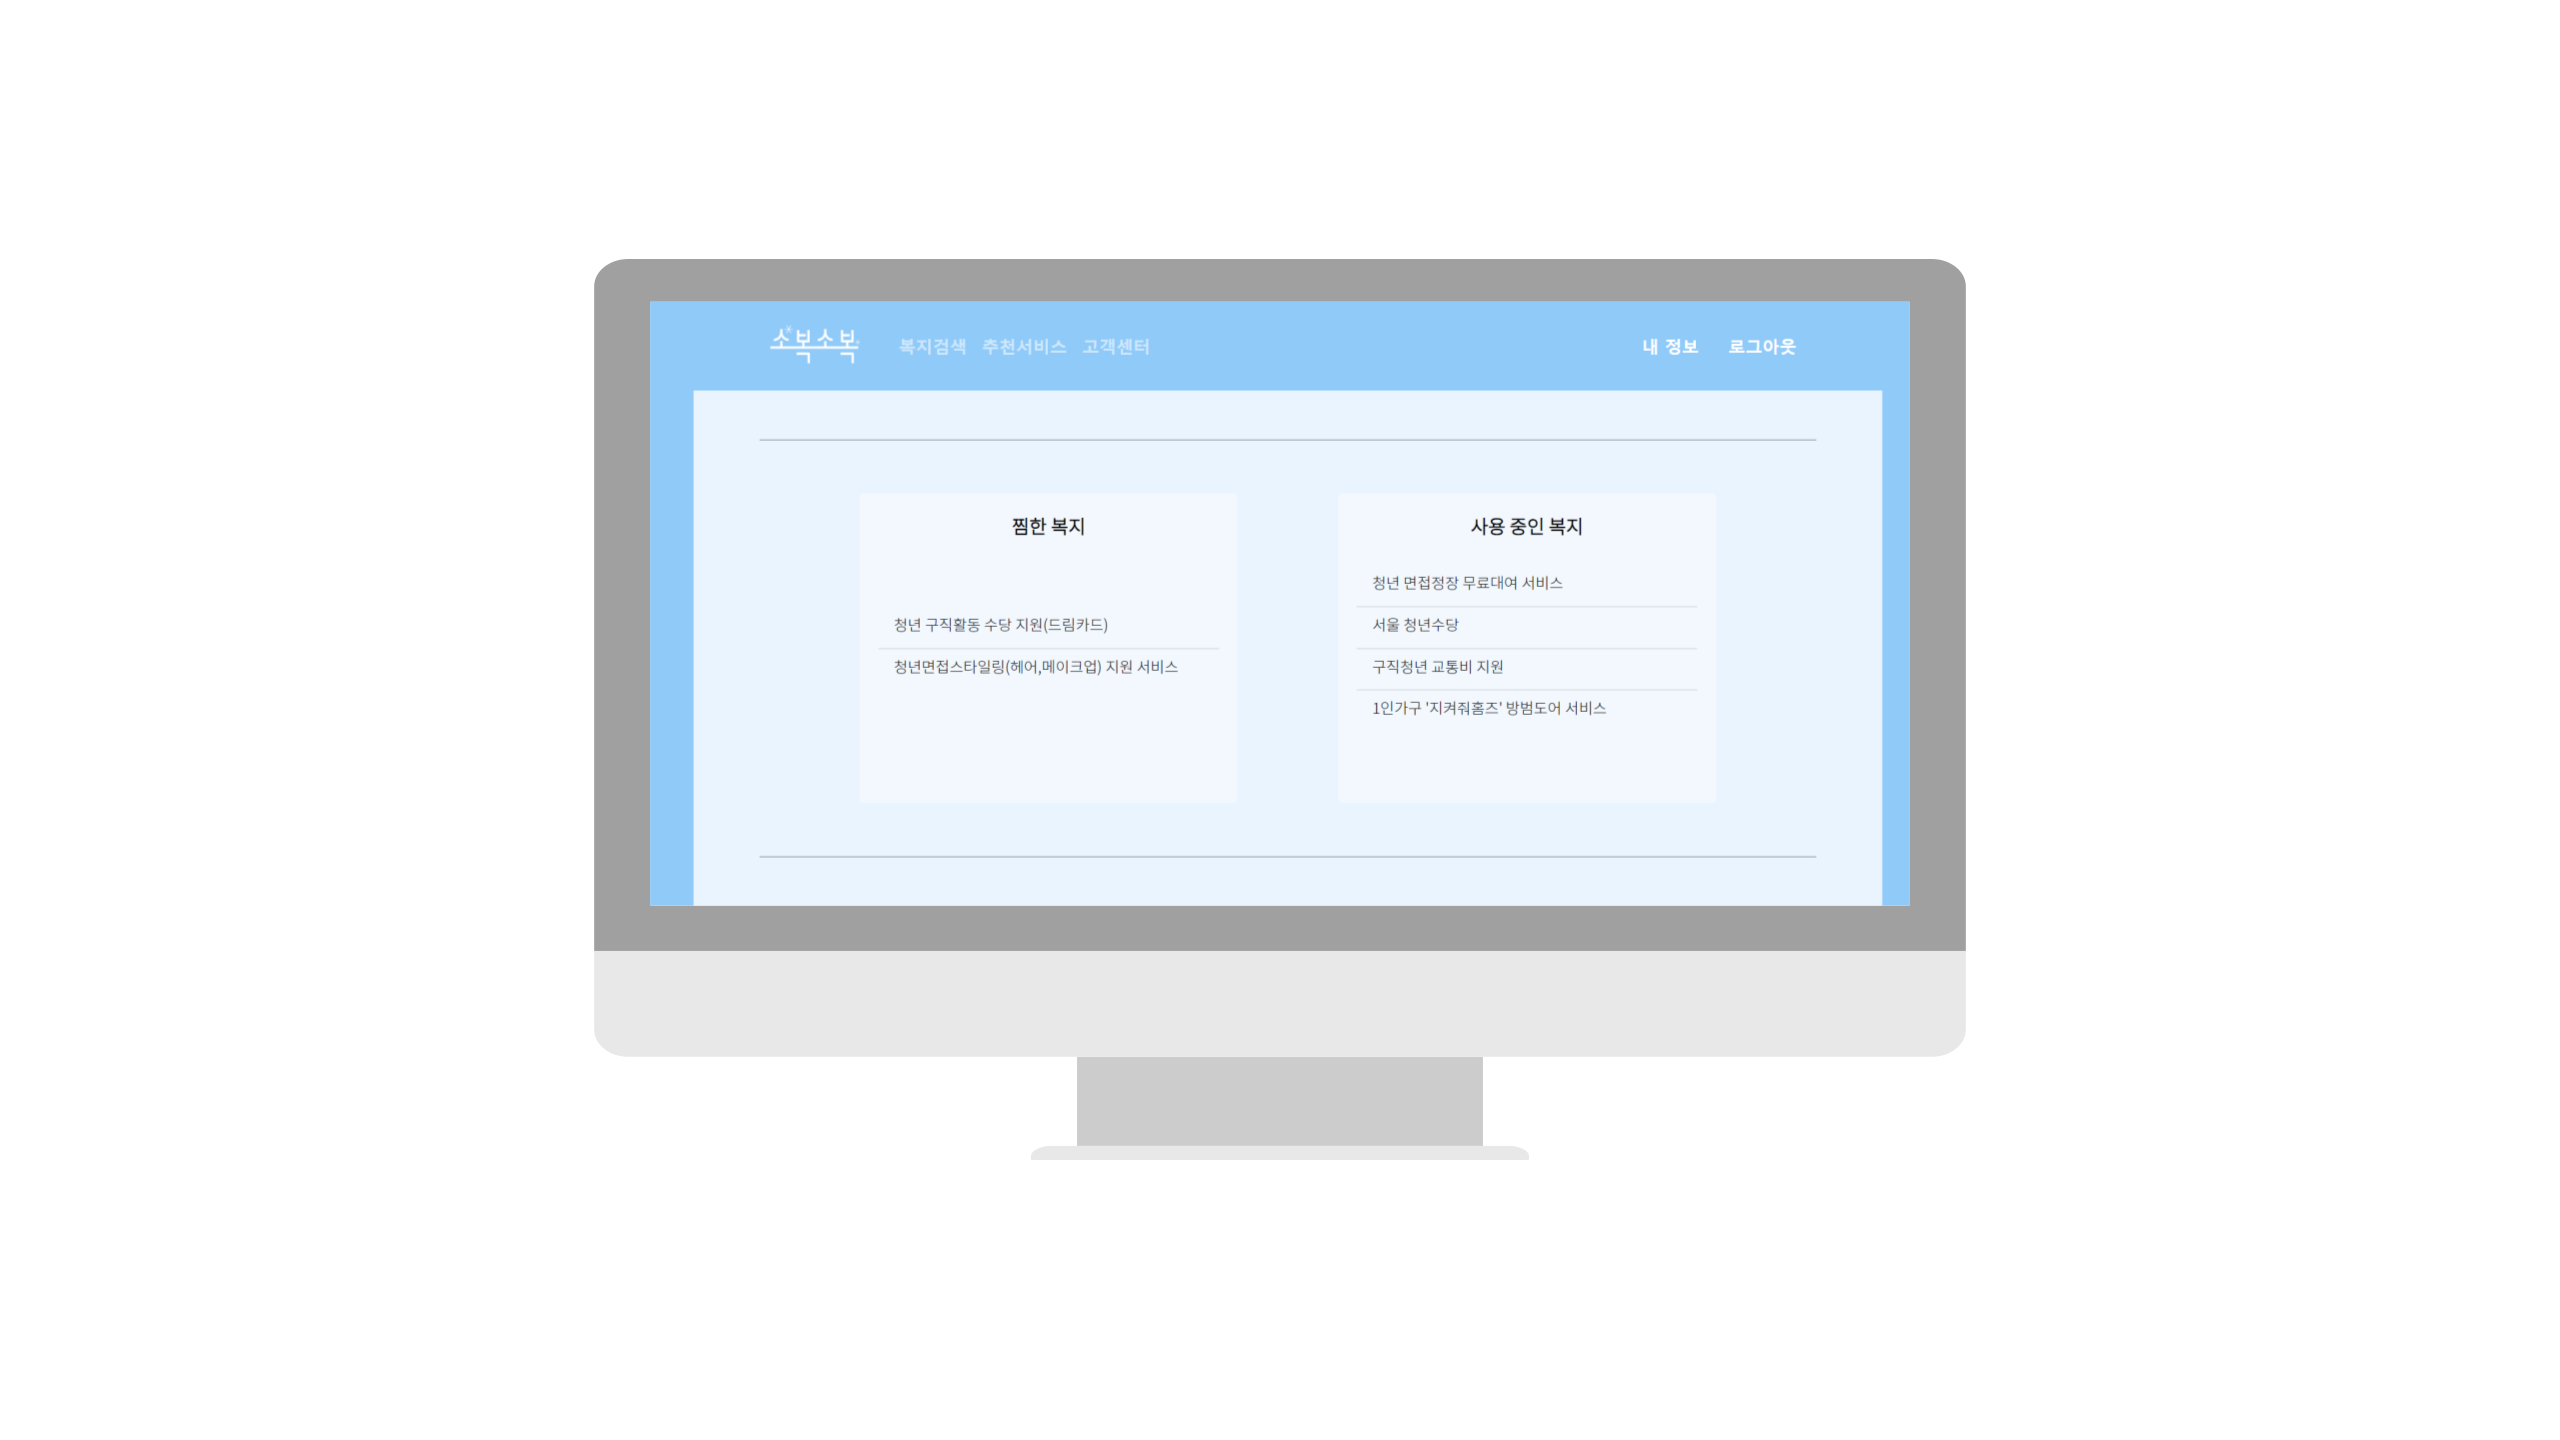 소복소복
복지검색 추천서비스 고객센터
내 정보 로그아웃
찜한 복지
청년 구직활동 수당 지원(드림카드)
청년면접스타일링(헤어,메이크업) 지원 서비스
사용 중인 복지
청년 면접정장 무료대여 서비스
서울 청년수당
구직청년 교통비 지원
1인가구 '지켜줘홈즈' 방범도어 서비스